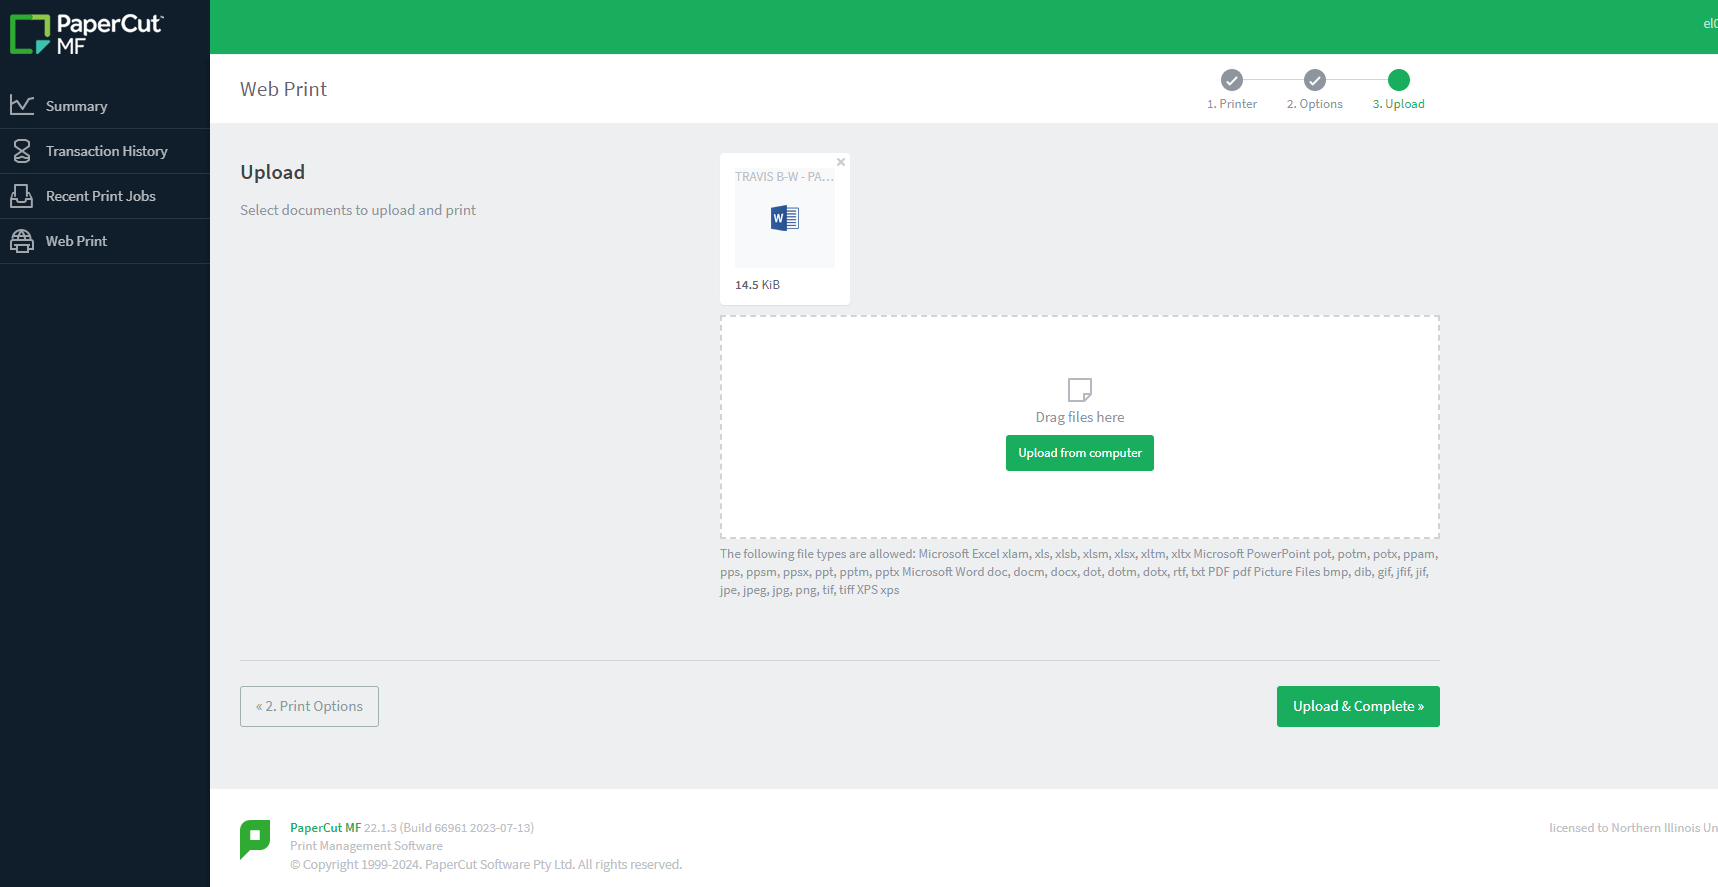 PaperCut™
MF
el0
Summary
Transaction History
Recent Print Jobs
Web Print
Web Print
1. Printer
2. Options
3. Upload
Upload
Select documents to upload and print
TRAVIS B-W - PA...
W
14.5 KiB
Drag files here
Upload from computer
The following file types are allowed: Microsoft Excel xlam, xls, xlsb, xlsm, xlsx, xltm, xltx Microsoft PowerPoint pot, potm, potx, ppam,
pps, ppsm, ppsx, ppt, pptm, pptx Microsoft Word doc, docm, docx, dot, dotm, dotx, rtf, txt PDF pdf Picture Files bmp, dib, gif, jfif, jif,
jpe, jpeg, jpg, png, tif, tiff XPS xps
« 2. Print Options
Upload & Complete »
PaperCut MF 22.1.3 (Build 66961 2023-07-13)
Print Management Software
© Copyright 1999-2024. PaperCut Software Pty Ltd. All rights reserved.
licensed to Northern Illinois Un